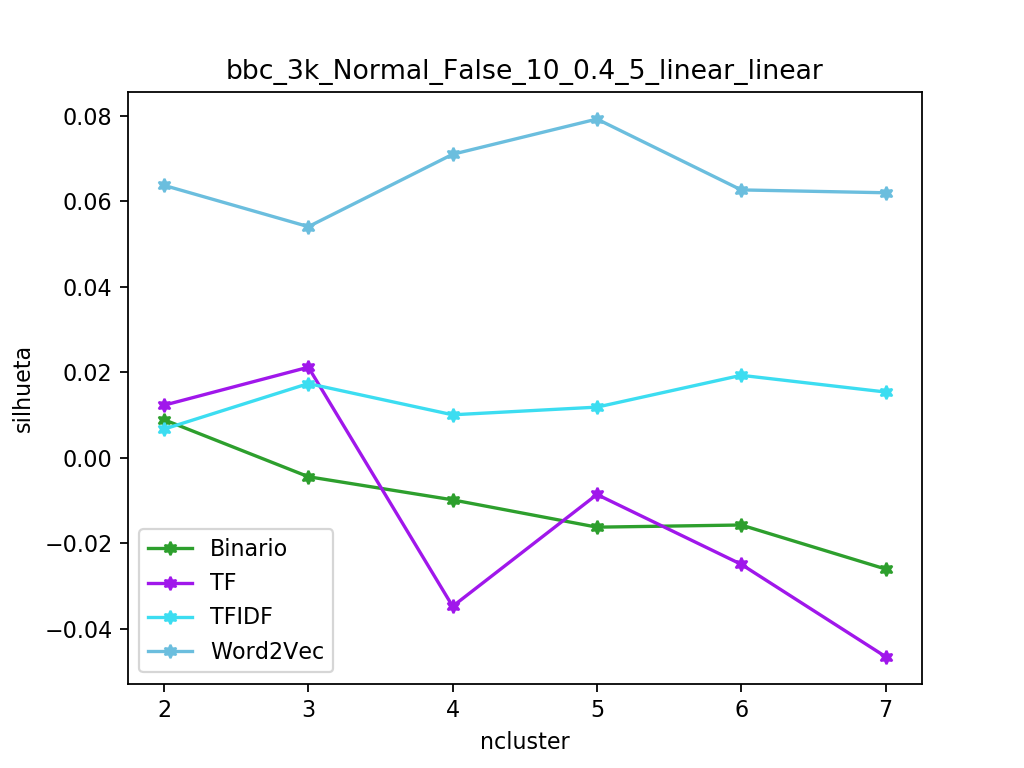 bbc_3k_Normal_False_10_0.4_5_linear_linear
0.08
0.06
0.04
0.02
0.00
−0.02
−0.04
silhueta
Binario
TF
TFIDF
Word2Vec
2 3 4 5 6 7
ncluster